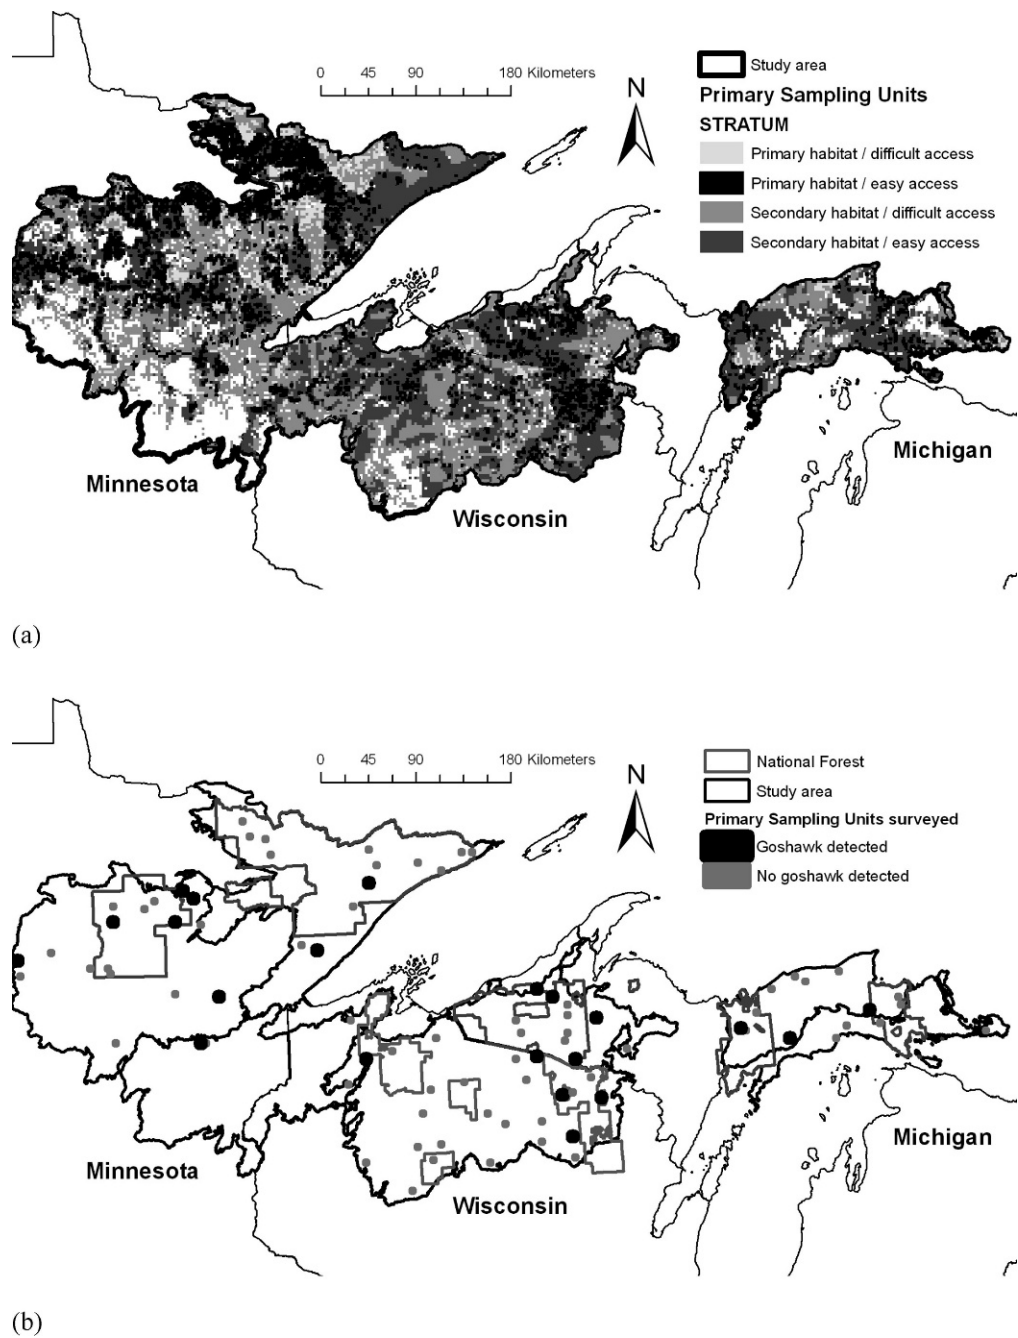 0 45 90 180 Kilometers
N
Study area
Primary Sampling Units
STRATUM
Primary habitat / difficult access
Primary habitat / easy access
Secondary habitat / difficult access
Secondary habitat / easy access
Michigan
Minnesota
Wisconsin
(a)
0 45 90 180 Kilometers
N
National Forest
Study area
Primary Sampling Units surveyed
Goshawk detected
No goshawk detected
Michigan
Minnesota
Wisconsin
(b)